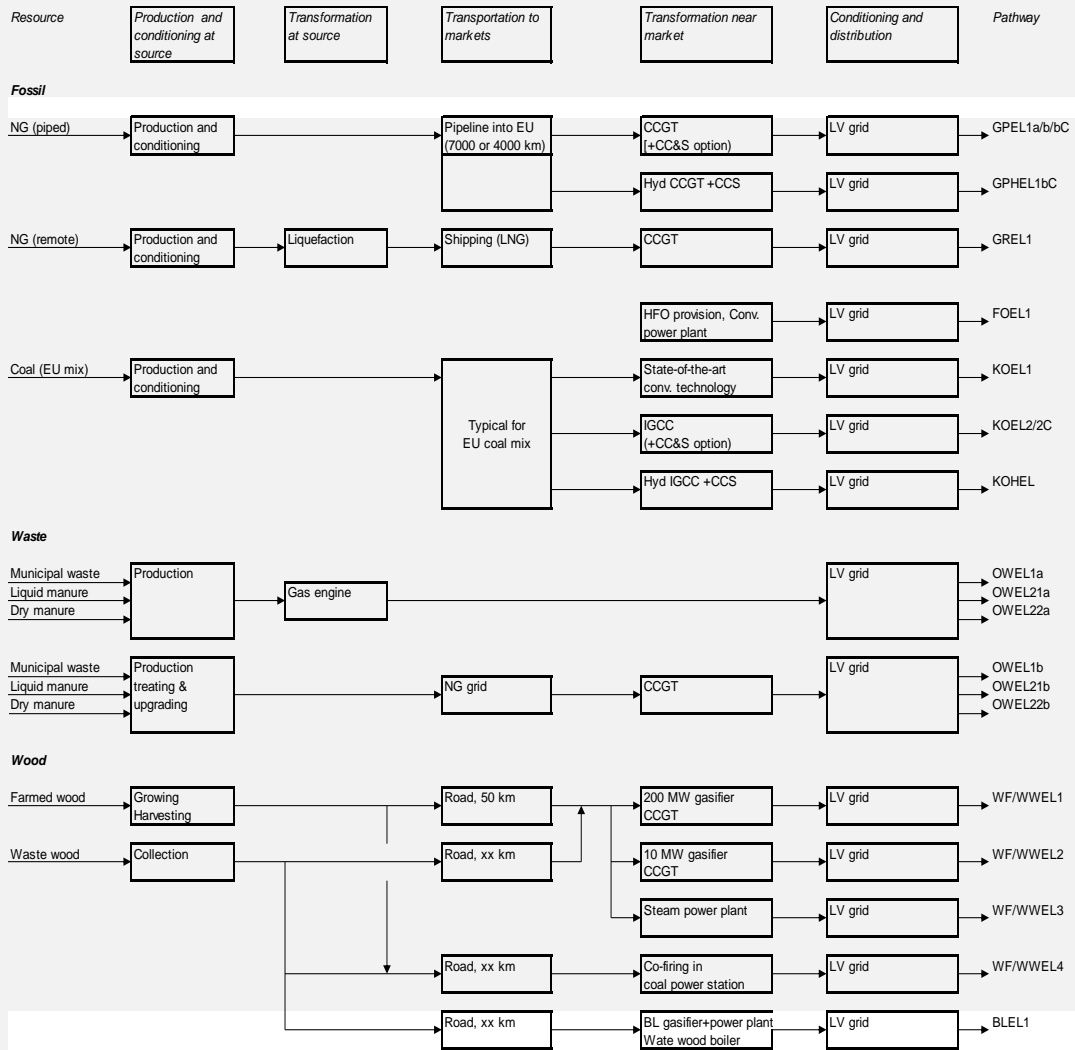 Resource
Production and
conditioning at
source
Transformation
at source
Transportation to
markets
Transformation near
market
Conditioning and
distribution
Pathway
Fossil
NG (piped)
Production and
conditioning
Pipeline into EU
(7000 or 4000 km)
CCGT
[+CC&S option)
LV grid
GPEL1a/b/bC
Hyd CCGT +CCS
LV grid
GPHEL1bC
NG (remote)
Production and
conditioning
Liquefaction
Shipping (LNG)
CCGT
LV grid
GREL1
HFO provision, Conv.
power plant
LV grid
FOEL1
Coal (EU mix)
Production and
conditioning
Typical for
EU coal mix
State-of-the-art
conv. technology
LV grid
KOEL1
IGCC
(+CC&S option)
LV grid
KOEL2/2C
Hyd IGCC +CCS
LV grid
KOHEL
Waste
Municipal waste
Liquid manure
Dry manure
Production
Gas engine
LV grid
OWEL1a
OWEL21a
OWEL22a
Municipal waste
Liquid manure
Dry manure
Production
treating &
upgrading
NG grid
CCGT
LV grid
OWEL1b
OWEL21b
OWEL22b
Wood
Farmed wood
Growing
Harvesting
Road, 50 km
200 MW gasifier
CCGT
LV grid
WF/WWEL1
Waste wood
Collection
Road, xx km
10 MW gasifier
CCGT
LV grid
WF/WWEL2
Steam power plant
LV grid
WF/WWEL3
Road, xx km
Co-firing in
coal power station
LV grid
WF/WWEL4
Road, xx km
BL gasifier+power plant
Wate wood boiler
LV grid
BLEL1